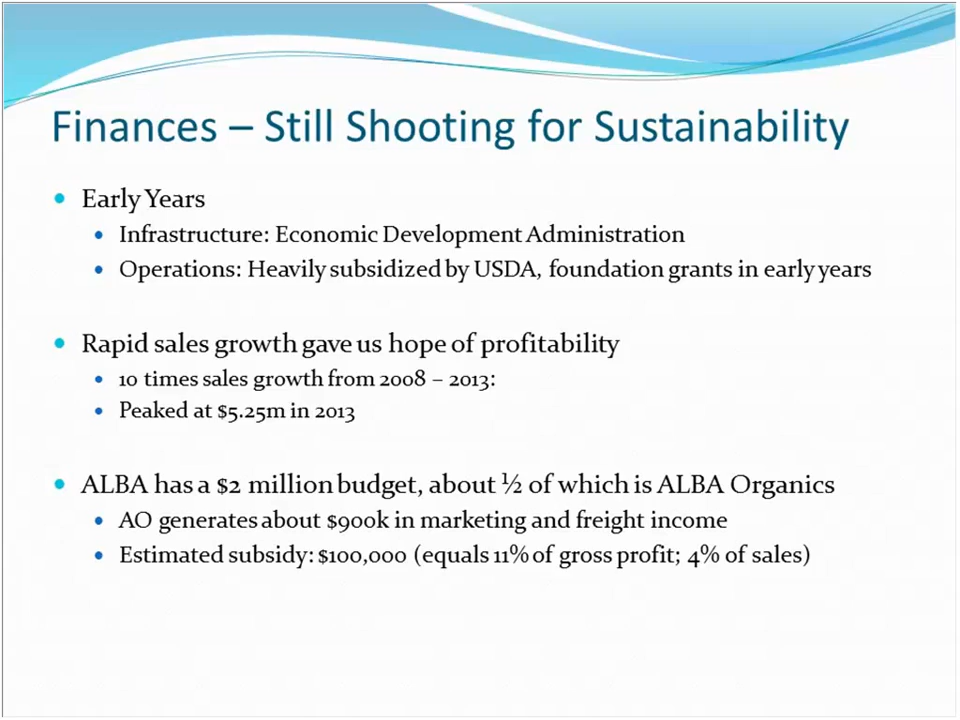 Finances – Still Shooting for Sustainability
Early Years
Infrastructure: Economic Development Administration
Operations: Heavily subsidized by USDA, foundation grants in early years
Rapid sales growth gave us hope of profitability
10 times sales growth from 2008 – 2013:
Peaked at $5.25m in 2013
ALBA has a $2 million budget, about ½ of which is ALBA Organics
AO generates about $900k in marketing and freight income
Estimated subsidy: $100,000 (equals 11% of gross profit; 4% of sales)